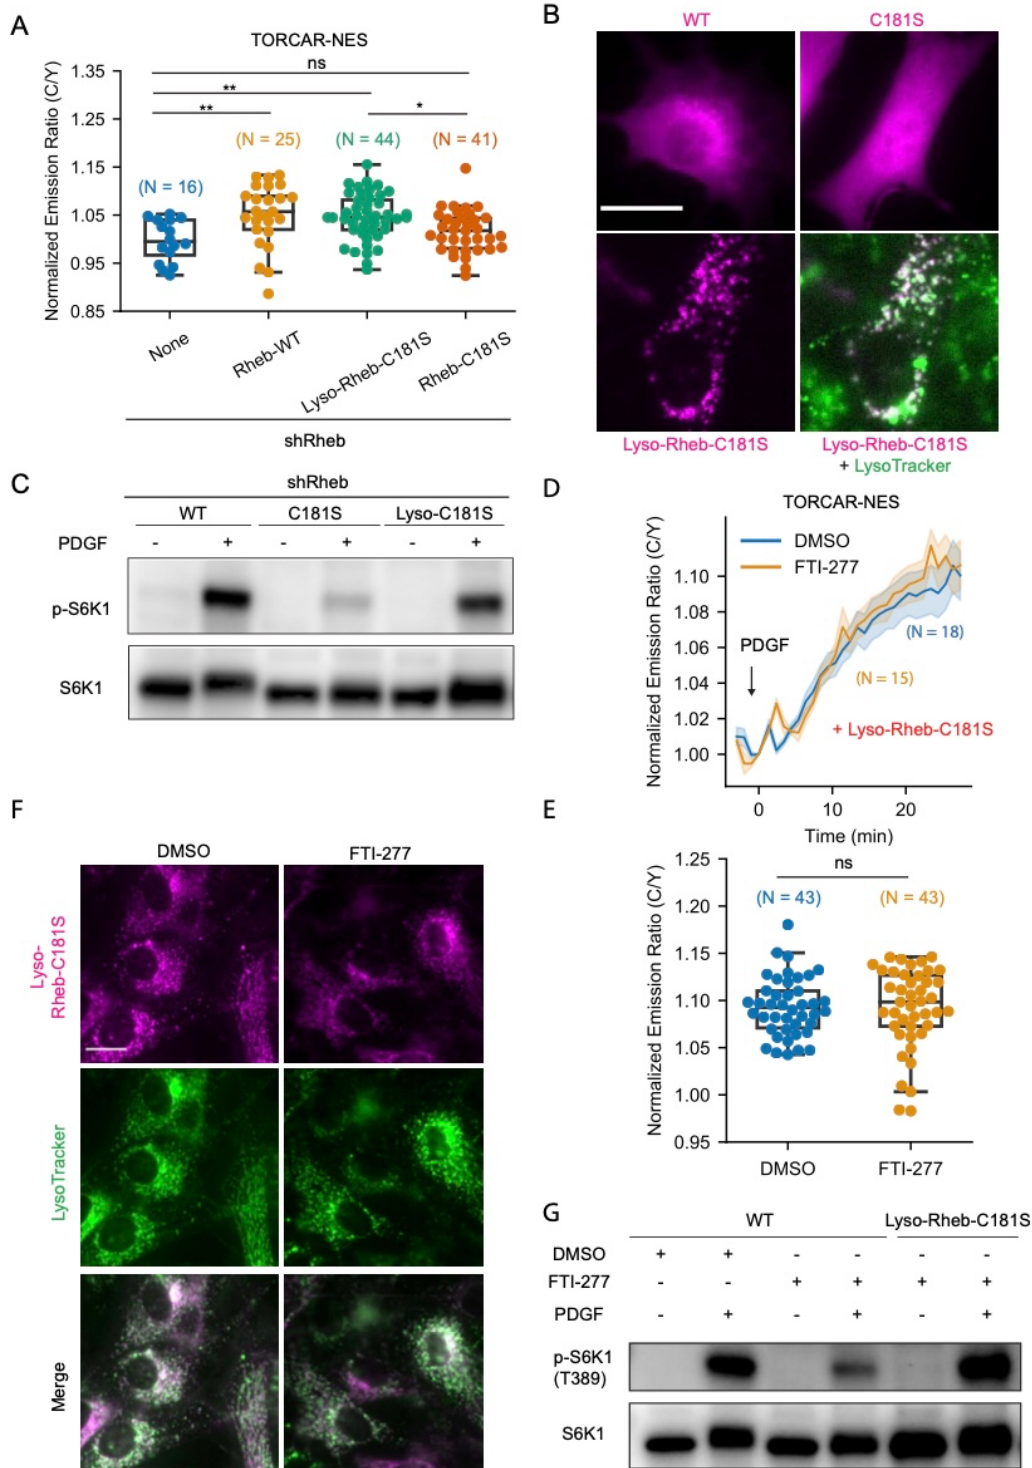 A
TORCAR-NES
ns
**
**
*
Normalized Emission Ratio (C/Y)
1.35
1.25
1.15
1.05
0.95
0.85
(N = 16)
(N = 25)
(N = 44)
(N = 41)
None
Rheb-WT
Lyso-Rheb-C181S
Rheb-C181S
shRheb
B
WT
C181S
Lyso-Rheb-C181S
Lyso-Rheb-C181S
+ LysoTracker
C
shRheb
WT
C181S
Lyso-C181S
PDGF
- + - + - +
p-S6K1
S6K1
D
TORCAR-NES
DMSO
FTI-277
Normalized Emission Ratio (C/Y)
1.10
1.08
1.06
1.04
1.02
1.00
PDGF
(N = 18)
(N = 15)
+ Lyso-Rheb-C181S
0 10 20
Time (min)
E
ns
Normalized Emission Ratio (C/Y)
1.25
1.20
1.15
1.10
1.05
1.00
0.95
(N = 43)
(N = 43)
DMSO
FTI-277
F
DMSO
FTI-277
Lyso-
Rheb-C181S
LysoTracker
Merge
G
WT
Lyso-Rheb-C181S
DMSO + + - - - -
FTI-277 - - + + + +
PDGF - + - + - +
p-S6K1
(T389)
S6K1